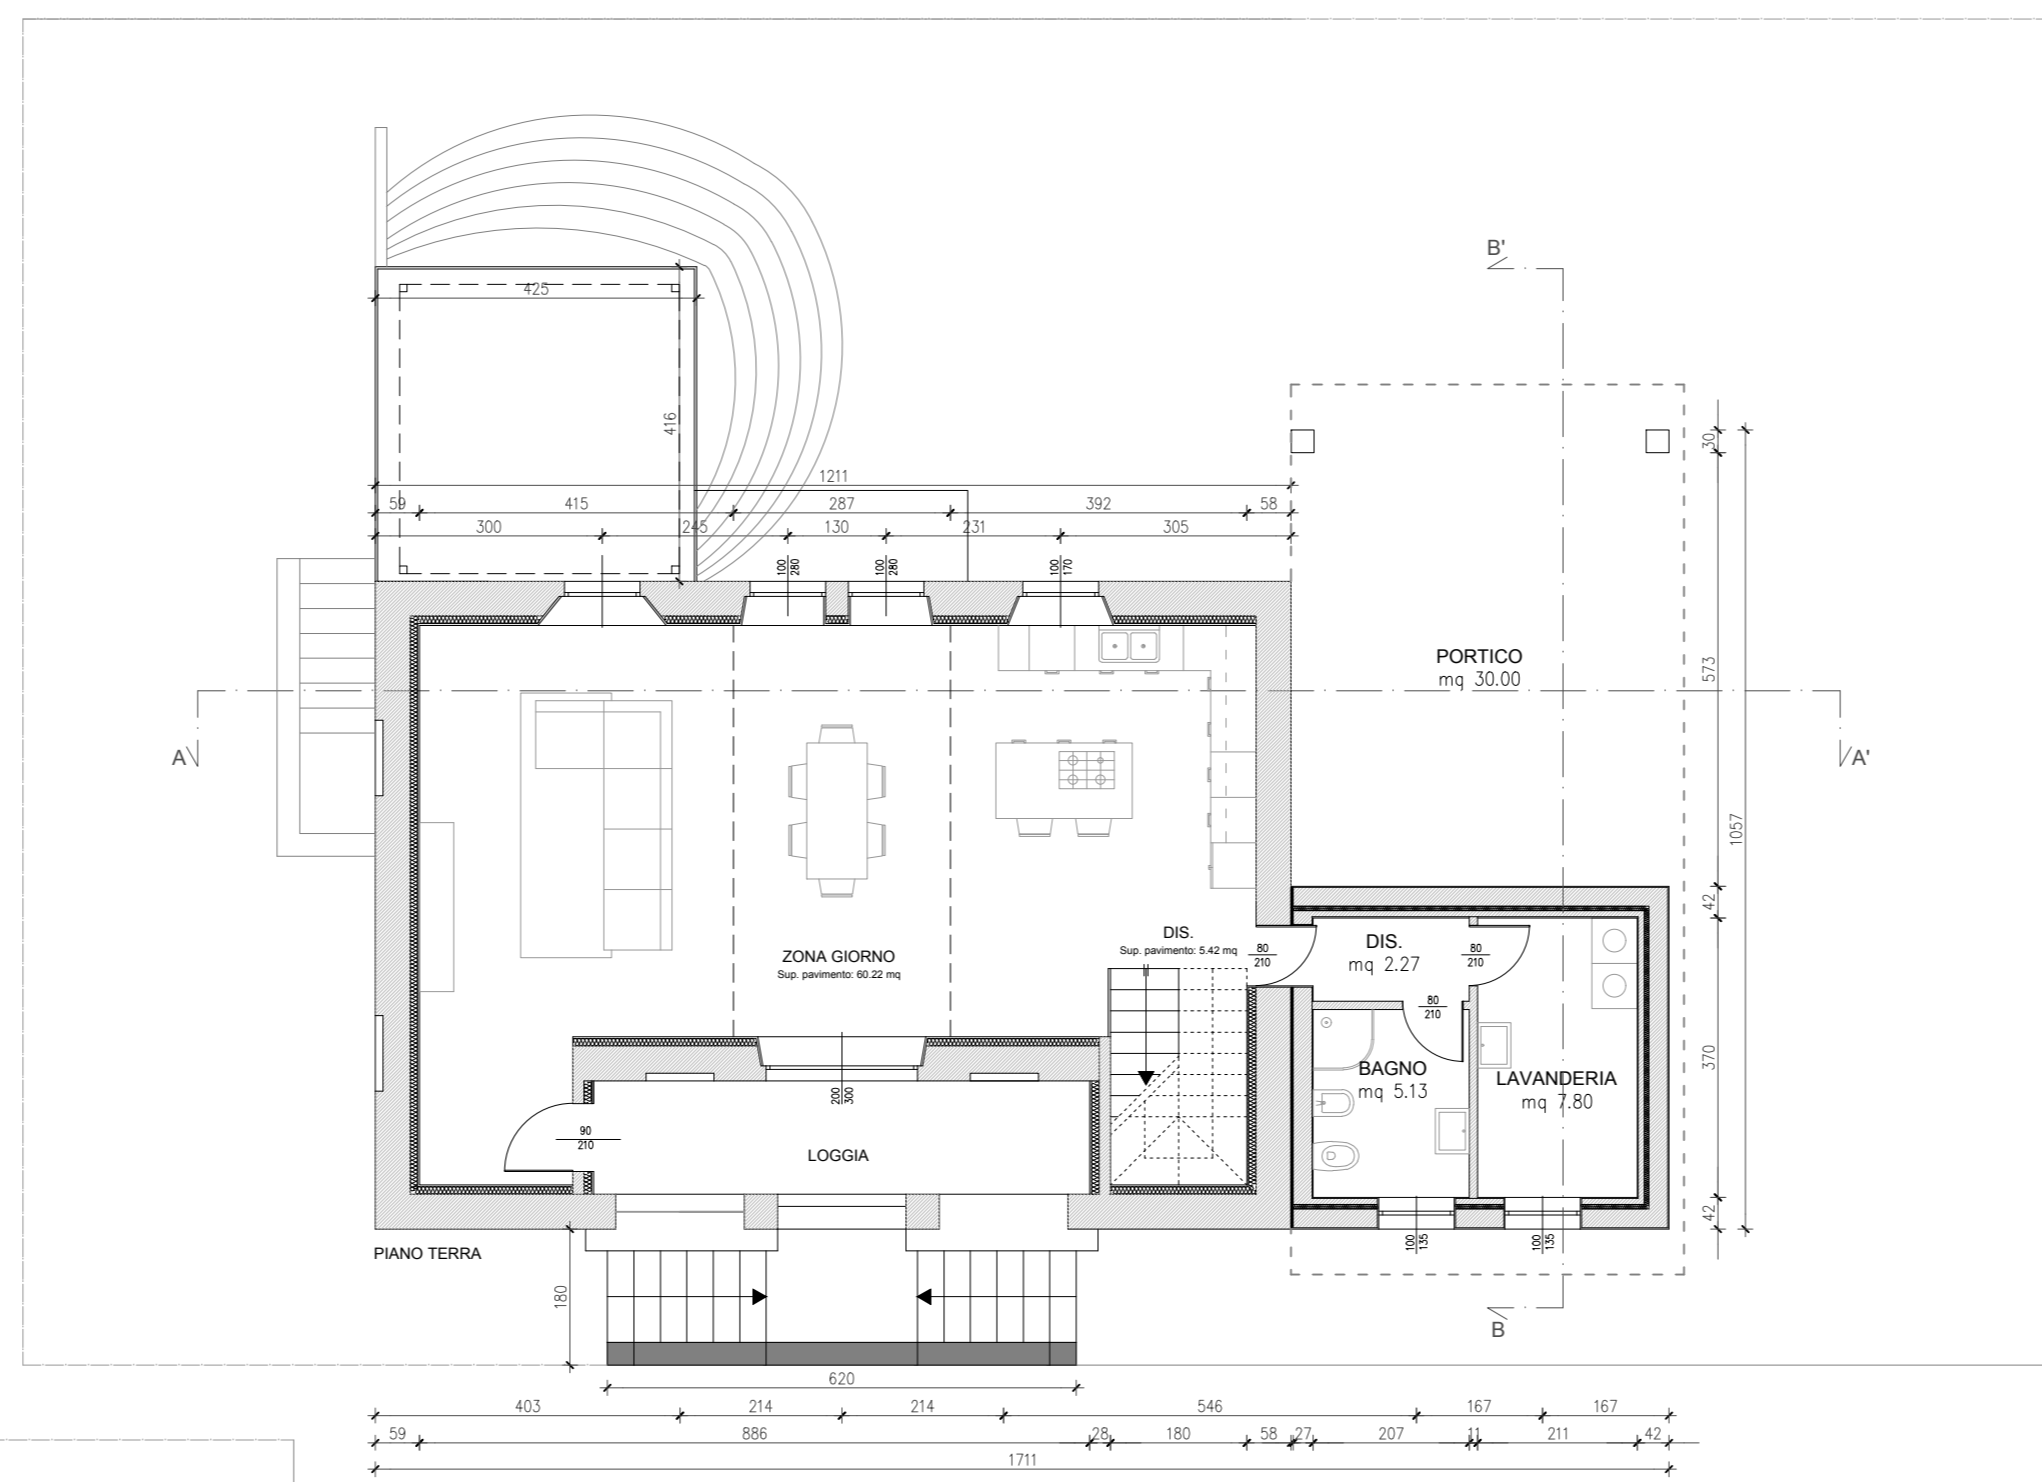 B'
425
416
1211
59 415 287 392 58
300 245 130 231 305
100
280
100
280
100
170
30
573
1057
42
370
42
PORTICO
mq 30.00
A
A'
ZONA GIORNO
Sup. pavimento: 60.22 mq
DIS.
Sup. pavimento: 5.42 mq
80
210
DIS.
mq 2.27
80
210
80
210
BAGNO
mq 5.13
LAVANDERIA
mq 7.80
200
300
90
210
LOGGIA
100
135
100
135
PIANO TERRA
180
B
620
403 214 214 546 167 167
59 886 28 180 58 27 207 11 211 42
1711